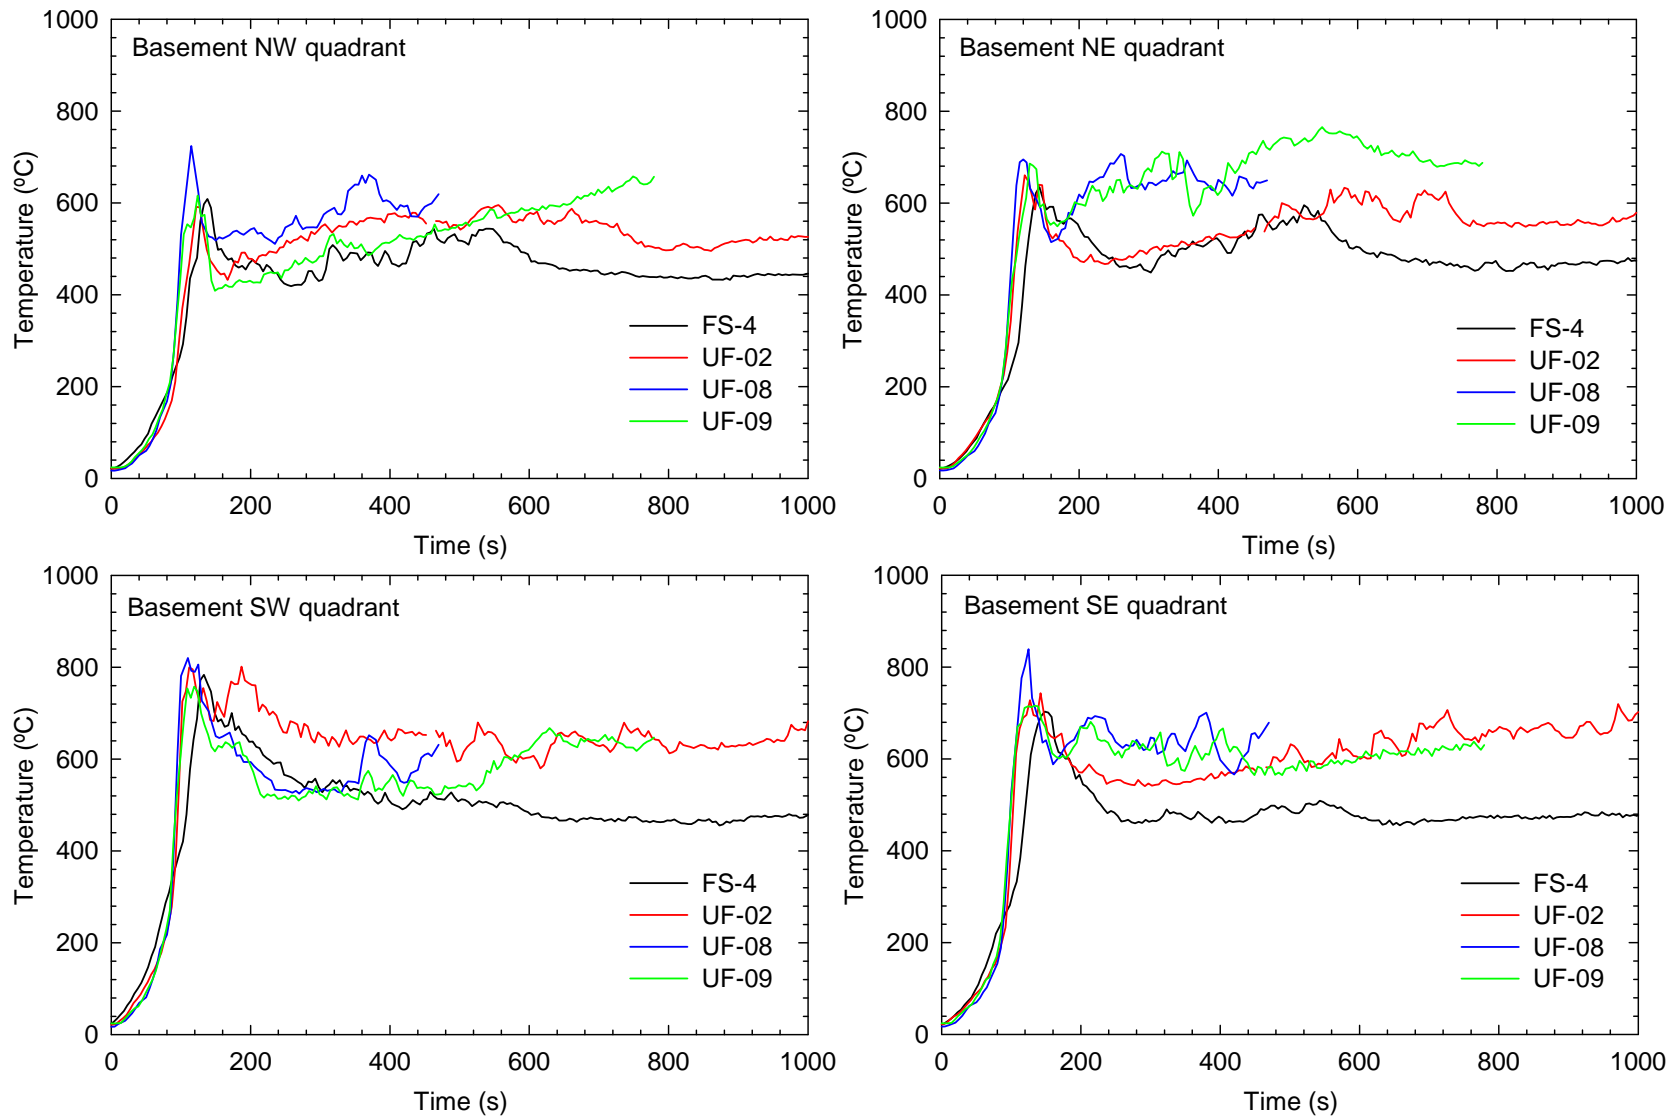 Basement NW quadrant
Temperature (ºC)
1000
800
600
400
200
0
FS-4
UF-02
UF-08
UF-09
0 200 400 600 800 1000
Time (s)
Basement NE quadrant
Temperature (ºC)
1000
800
600
400
200
0
FS-4
UF-02
UF-08
UF-09
0 200 400 600 800 1000
Time (s)
Basement SW quadrant
Temperature (ºC)
1000
800
600
400
200
0
FS-4
UF-02
UF-08
UF-09
0 200 400 600 800 1000
Time (s)
Basement SE quadrant
Temperature (ºC)
1000
800
600
400
200
0
FS-4
UF-02
UF-08
UF-09
0 200 400 600 800 1000
Time (s)